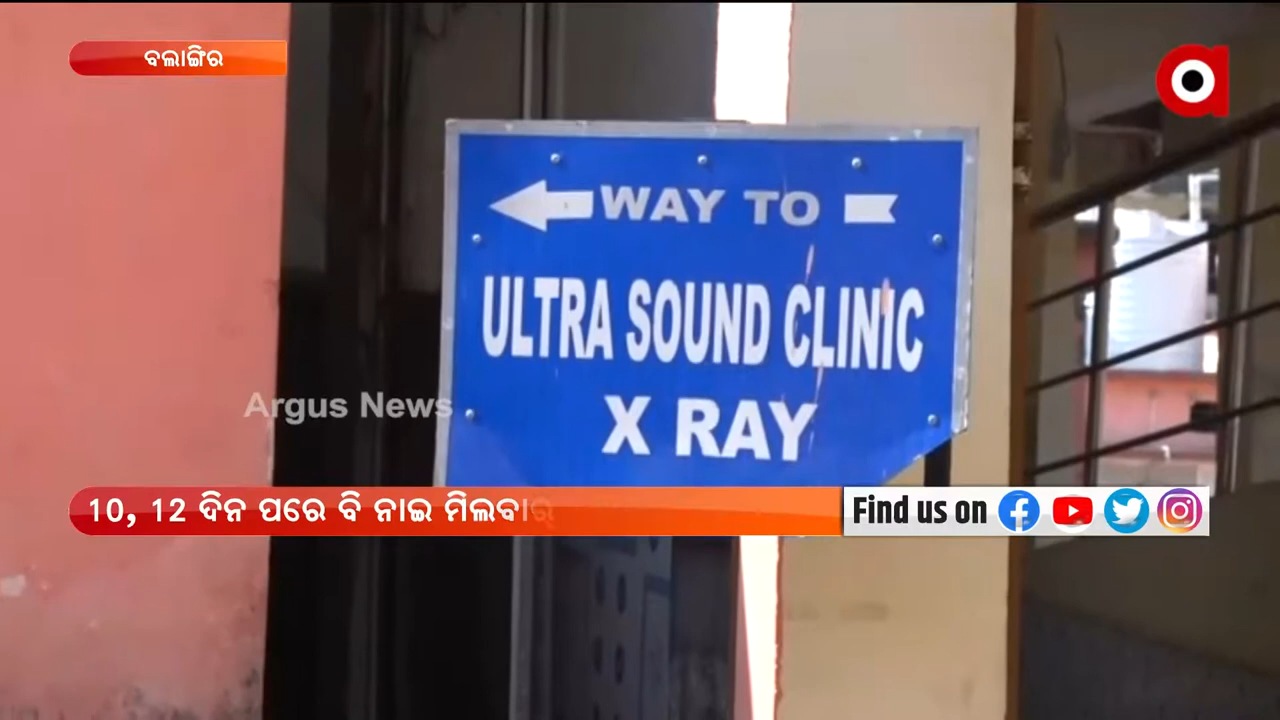 ବଲାଙ୍ଗିର
WAY TO
ULTRA SOUND CLINIC
X RAY
Argus News
10, 12 ଦିନ ପରେ ବି ନାଇ ମିଲବାର୍
Find us on